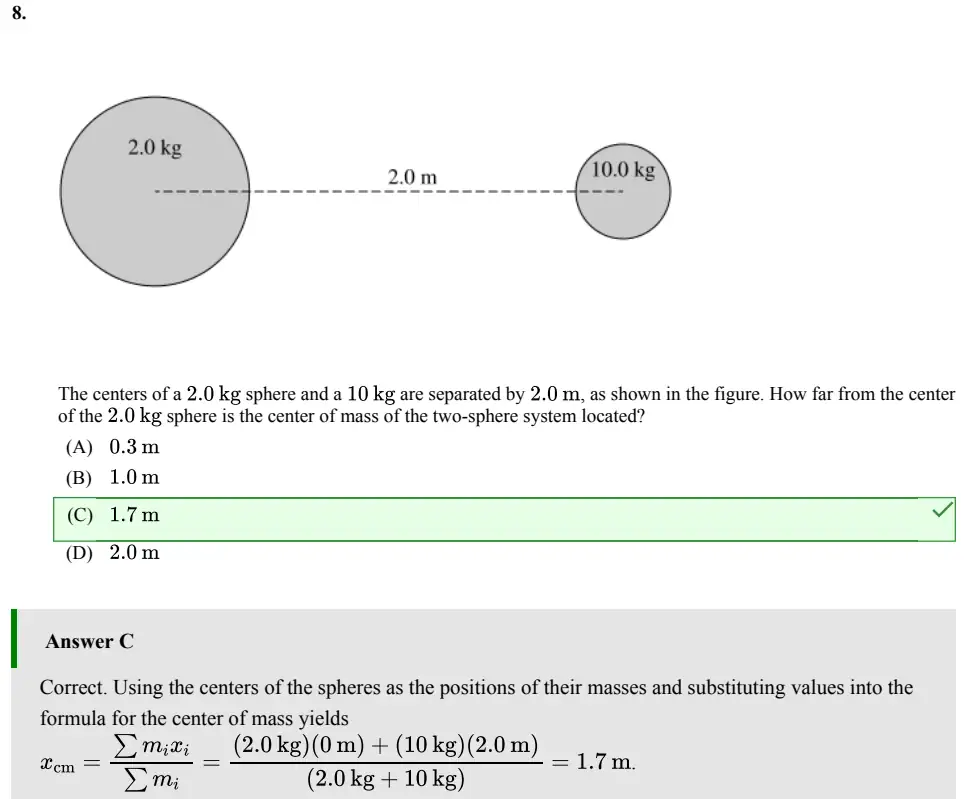 8.
2.0 kg
10.0 kg
2.0 m
The centers of a 2.0 kg sphere and a 10 kg are separated by 2.0 m, as shown in the figure. How far from the center
of the 2.0 kg sphere is the center of mass of the two-sphere system located?
(A) 0.3 m
(B) 1.0 m
(C) 1.7 m
(D) 2.0 m
Answer C
Correct. Using the centers of the spheres as the positions of their masses and substituting values into the
formula for the center of mass yields
x_cm = ∑ m_i x_i / ∑ m_i = (2.0 kg)(0 m) + (10 kg)(2.0 m) / (2.0 kg + 10 kg) = 1.7 m.